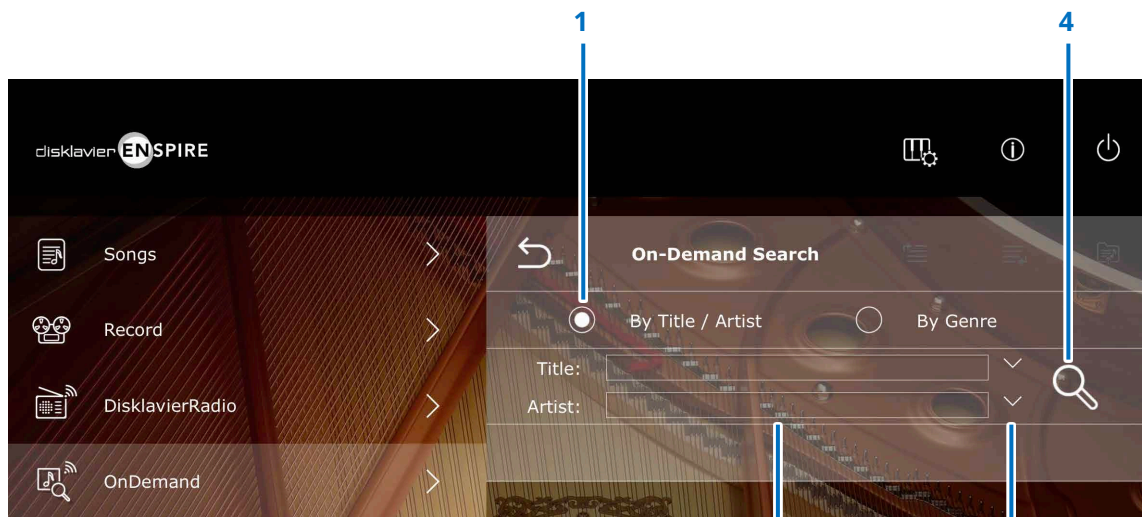 1 4
disklavier ENSPIRE
Songs
Record
DisklavierRadio
OnDemand
On-Demand Search
By Title / Artist By Genre
Title:
Artist: